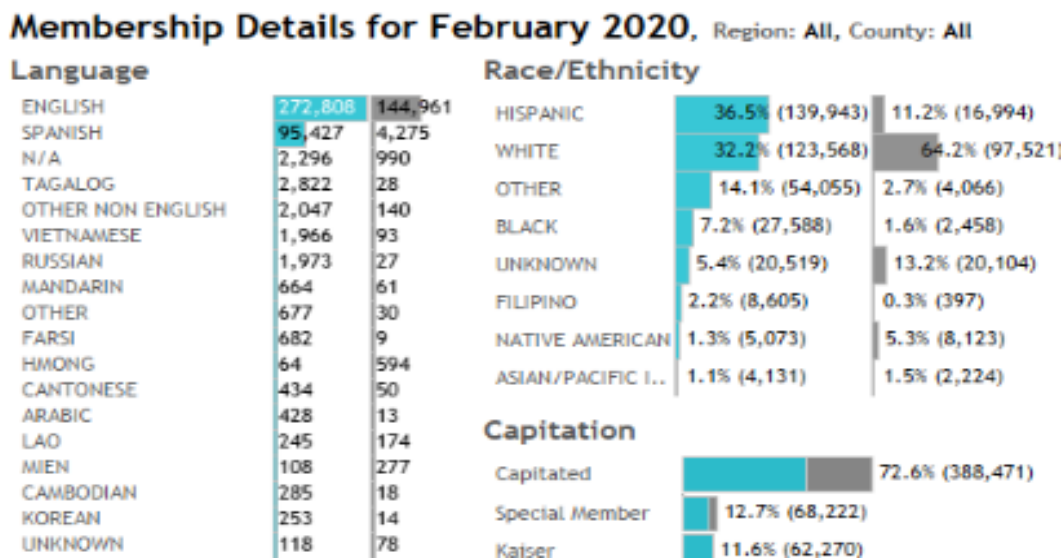 Membership Details for February 2020, Region: All, County: All
Language
ENGLISH 272,808 144,961
SPANISH 95,427 4,275
N/A 2,296 990
TAGALOG 2,822 28
OTHER NON ENGLISH 2,047 140
VIETNAMESE 1,966 93
RUSSIAN 1,973 27
MANDARIN 664 61
OTHER 677 30
FARSI 682 9
HMONG 64 594
CANTONESE 434 50
ARABIC 428 13
LAO 245 174
MIEN 108 277
CAMBODIAN 285 18
KOREAN 253 14
UNKNOWN 118 78
Race/Ethnicity
HISPANIC 36.5% (139,943) 11.2% (16,994)
WHITE 32.2% (123,568) 64.2% (97,521)
OTHER 14.1% (54,055) 2.7% (4,066)
BLACK 7.2% (27,588) 1.6% (2,458)
UNKNOWN 5.4% (20,519) 13.2% (20,104)
FILIPINO 2.2% (8,605) 0.3% (397)
NATIVE AMERICAN 1.3% (5,073) 5.3% (8,123)
ASIAN/PACIFIC I.. 1.1% (4,131) 1.5% (2,224)
Capitation
Capitated 72.6% (388,471)
Special Member 12.7% (68,222)
Kaiser 11.6% (62,270)